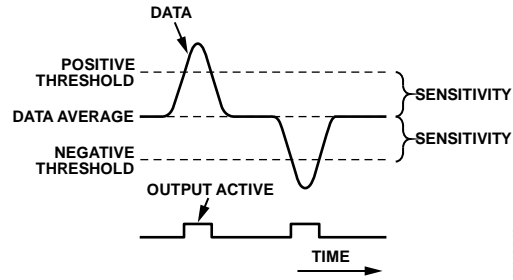 DATA
POSITIVE
THRESHOLD
SENSITIVITY
DATA AVERAGE
SENSITIVITY
NEGATIVE
THRESHOLD
OUTPUT ACTIVE
TIME